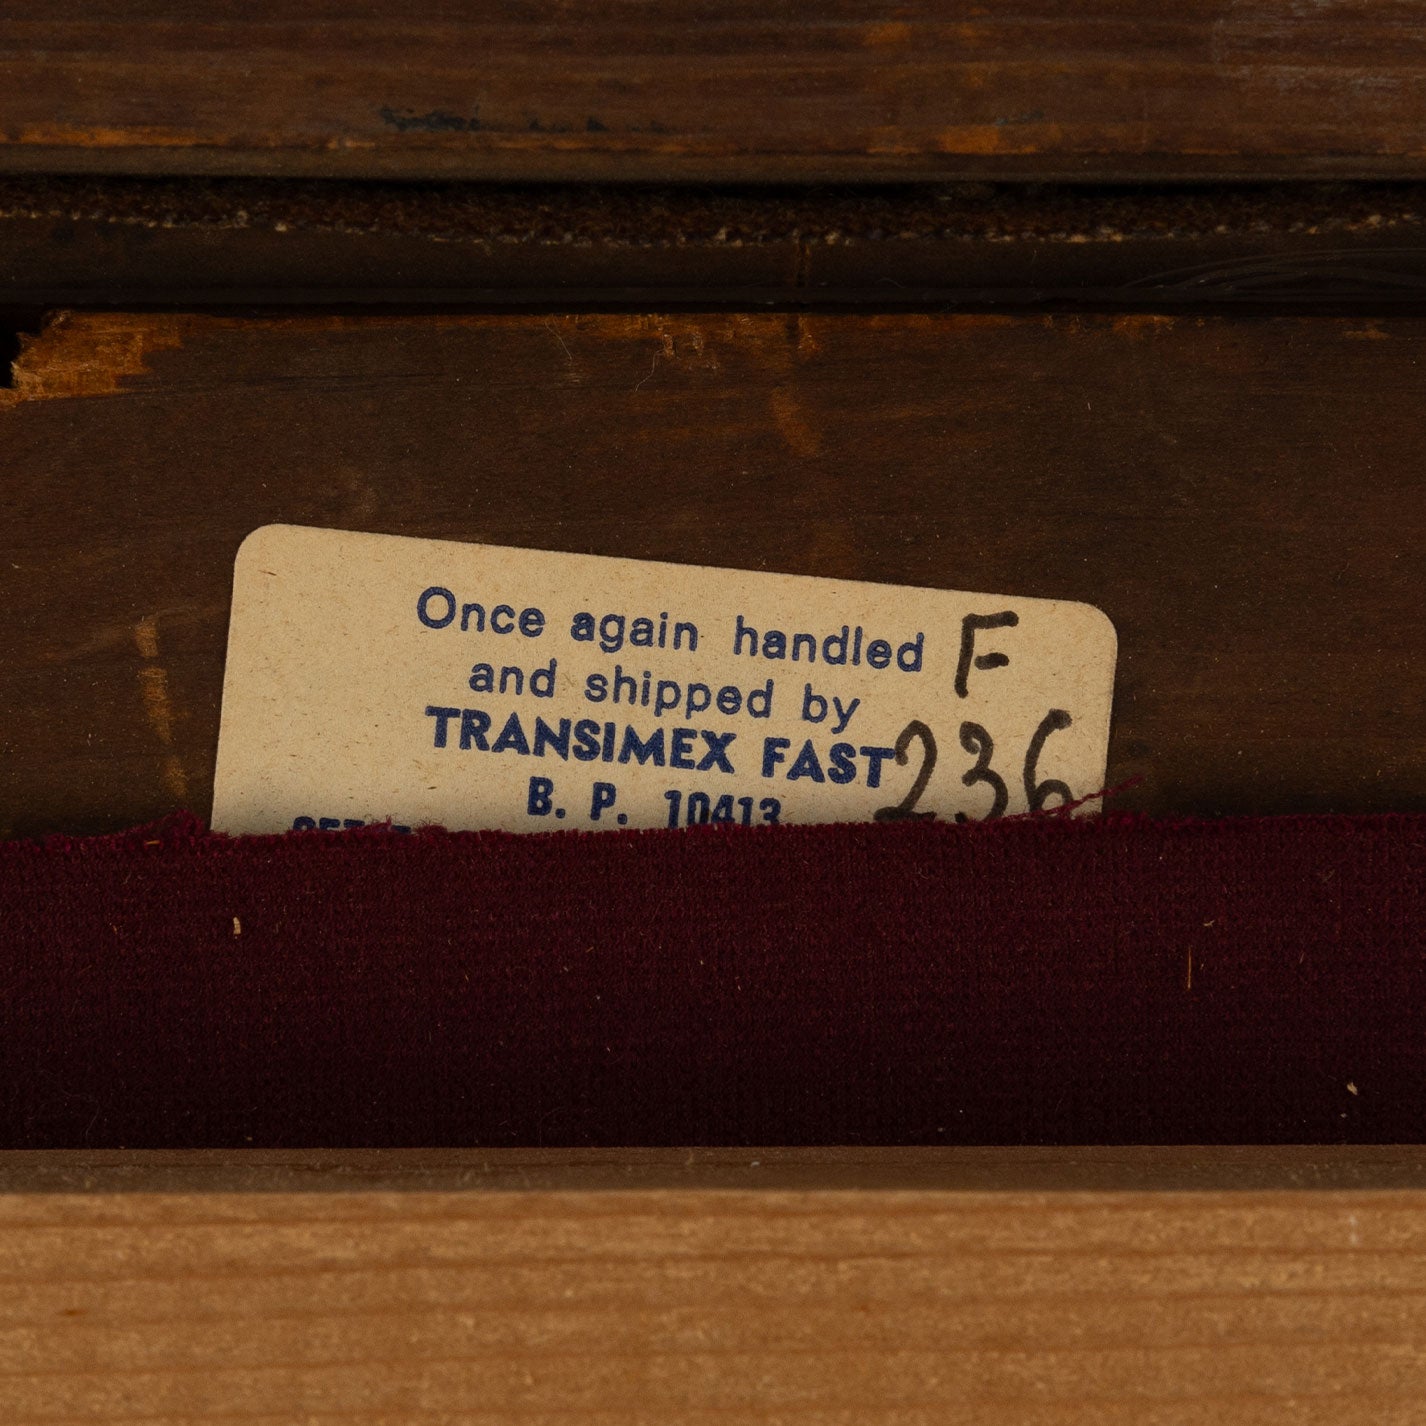 Once again handled F
and shipped by
TRANSIMEX FAST 236
B. P. 10413